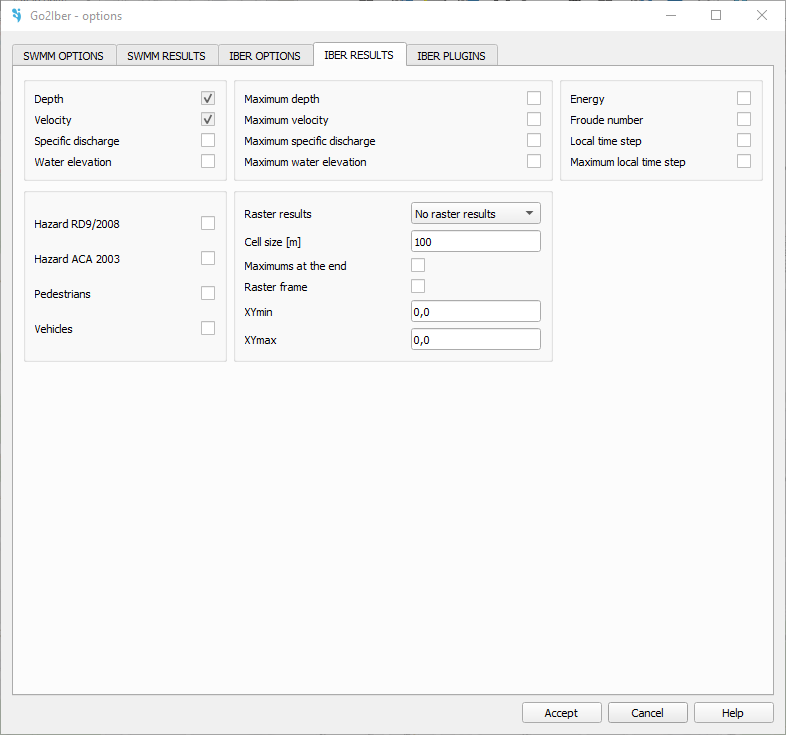 Go2Iber - options
SWMM OPTIONS
SWMM RESULTS
IBER OPTIONS
IBER RESULTS
IBER PLUGINS
Depth
Velocity
Specific discharge
Water elevation
Maximum depth
Maximum velocity
Maximum specific discharge
Maximum water elevation
Energy
Froude number
Local time step
Maximum local time step
Hazard RD9/2008
Hazard ACA 2003
Pedestrians
Vehicles
Raster results
No raster results
Cell size [m]
100
Maximums at the end
Raster frame
XYmin
0,0
XYmax
0,0
Accept
Cancel
Help